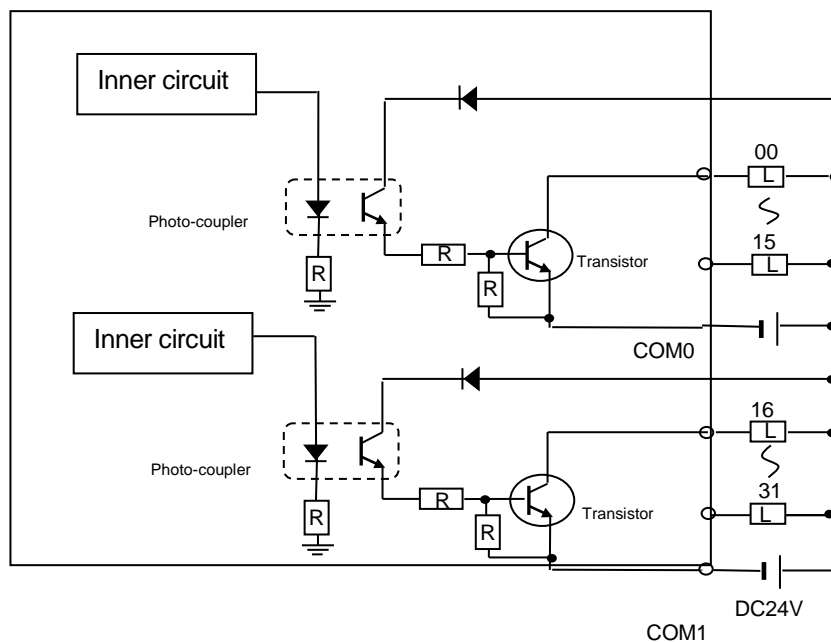 Inner circuit
00
L
Photo-coupler
R
Transistor
15
L
R
R
Inner circuit
COM0
16
L
Photo-coupler
R
Transistor
31
L
R
R
DC24V
COM1